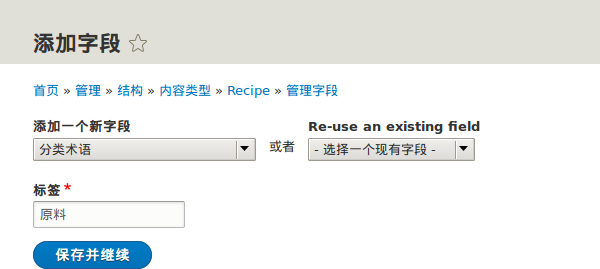 添加字段
首页 » 管理 » 结构 » 内容类型 » Recipe » 管理字段
添加一个新字段
Re-use an existing field
分类术语
或者
- 选择一个现有字段 -
标签 *
原料
保存并继续